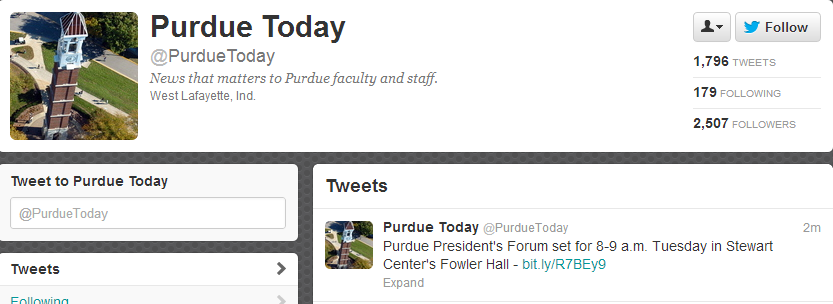 Purdue Today
@PurdueToday
News that matters to Purdue faculty and staff.
West Lafayette, Ind.
Follow
1,796 TWEETS
179 FOLLOWING
2,507 FOLLOWERS
Tweet to Purdue Today
@PurdueToday
Tweets
Following
Tweets
Purdue Today @PurdueToday 2m
Purdue President's Forum set for 8-9 a.m. Tuesday in Stewart
Center's Fowler Hall - bit.ly/R7BEy9
Expand